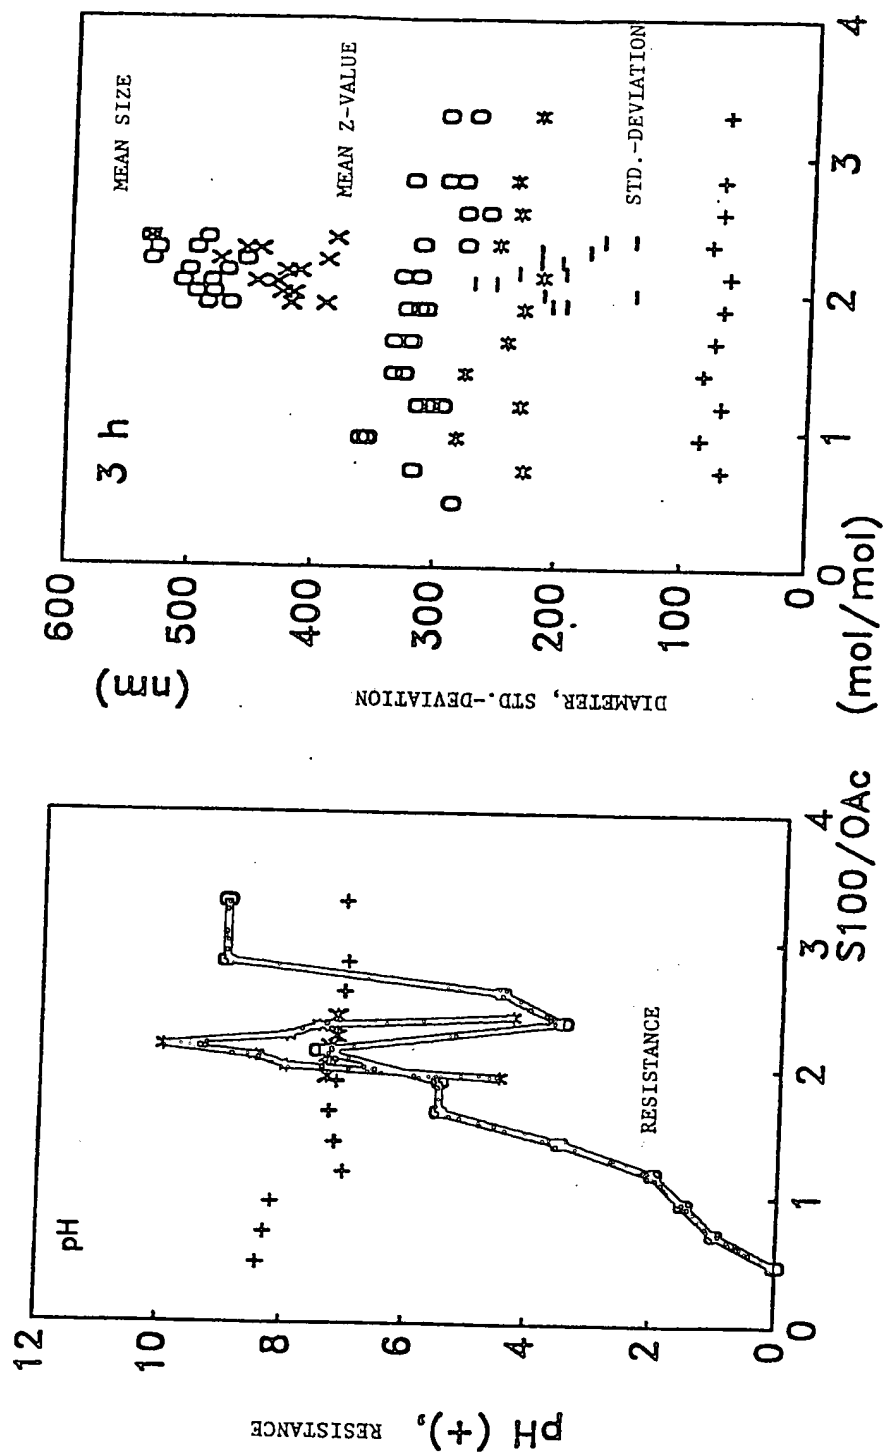 12
10
8
6
4
2
0
RESISTANCE
pH (+),
pH
RESISTANCE
0
1
2
3
4
S100/OAc (mol/mol)
600
500
400
300
200
100
0
(nm)
DIAMETER, STD.-DEVIATION
3 h
MEAN SIZE
MEAN Z-VALUE
STD.-DEVIATION
0
1
2
3
4